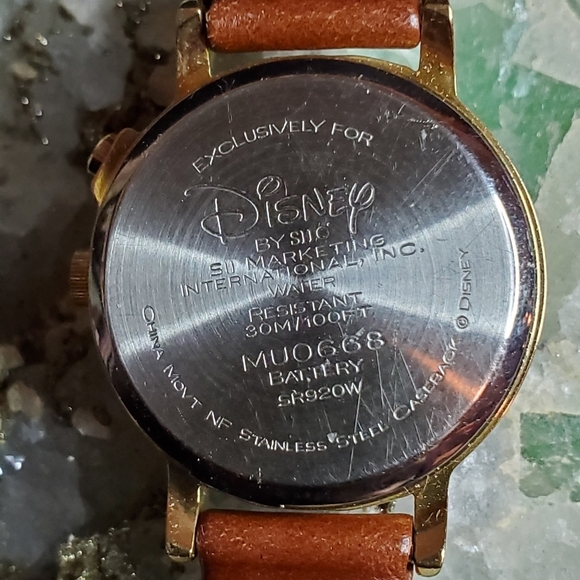 EXCLUSIVELY FOR
Disney
BY SII©
SII MARKETING
INTERNATIONAL, INC.
WATER
RESISTANT
30M/100FT
MU0668
BATTERY
SR920W
CHINA MOVT NF STAINLESS STEEL CASEBACK © DISNEY